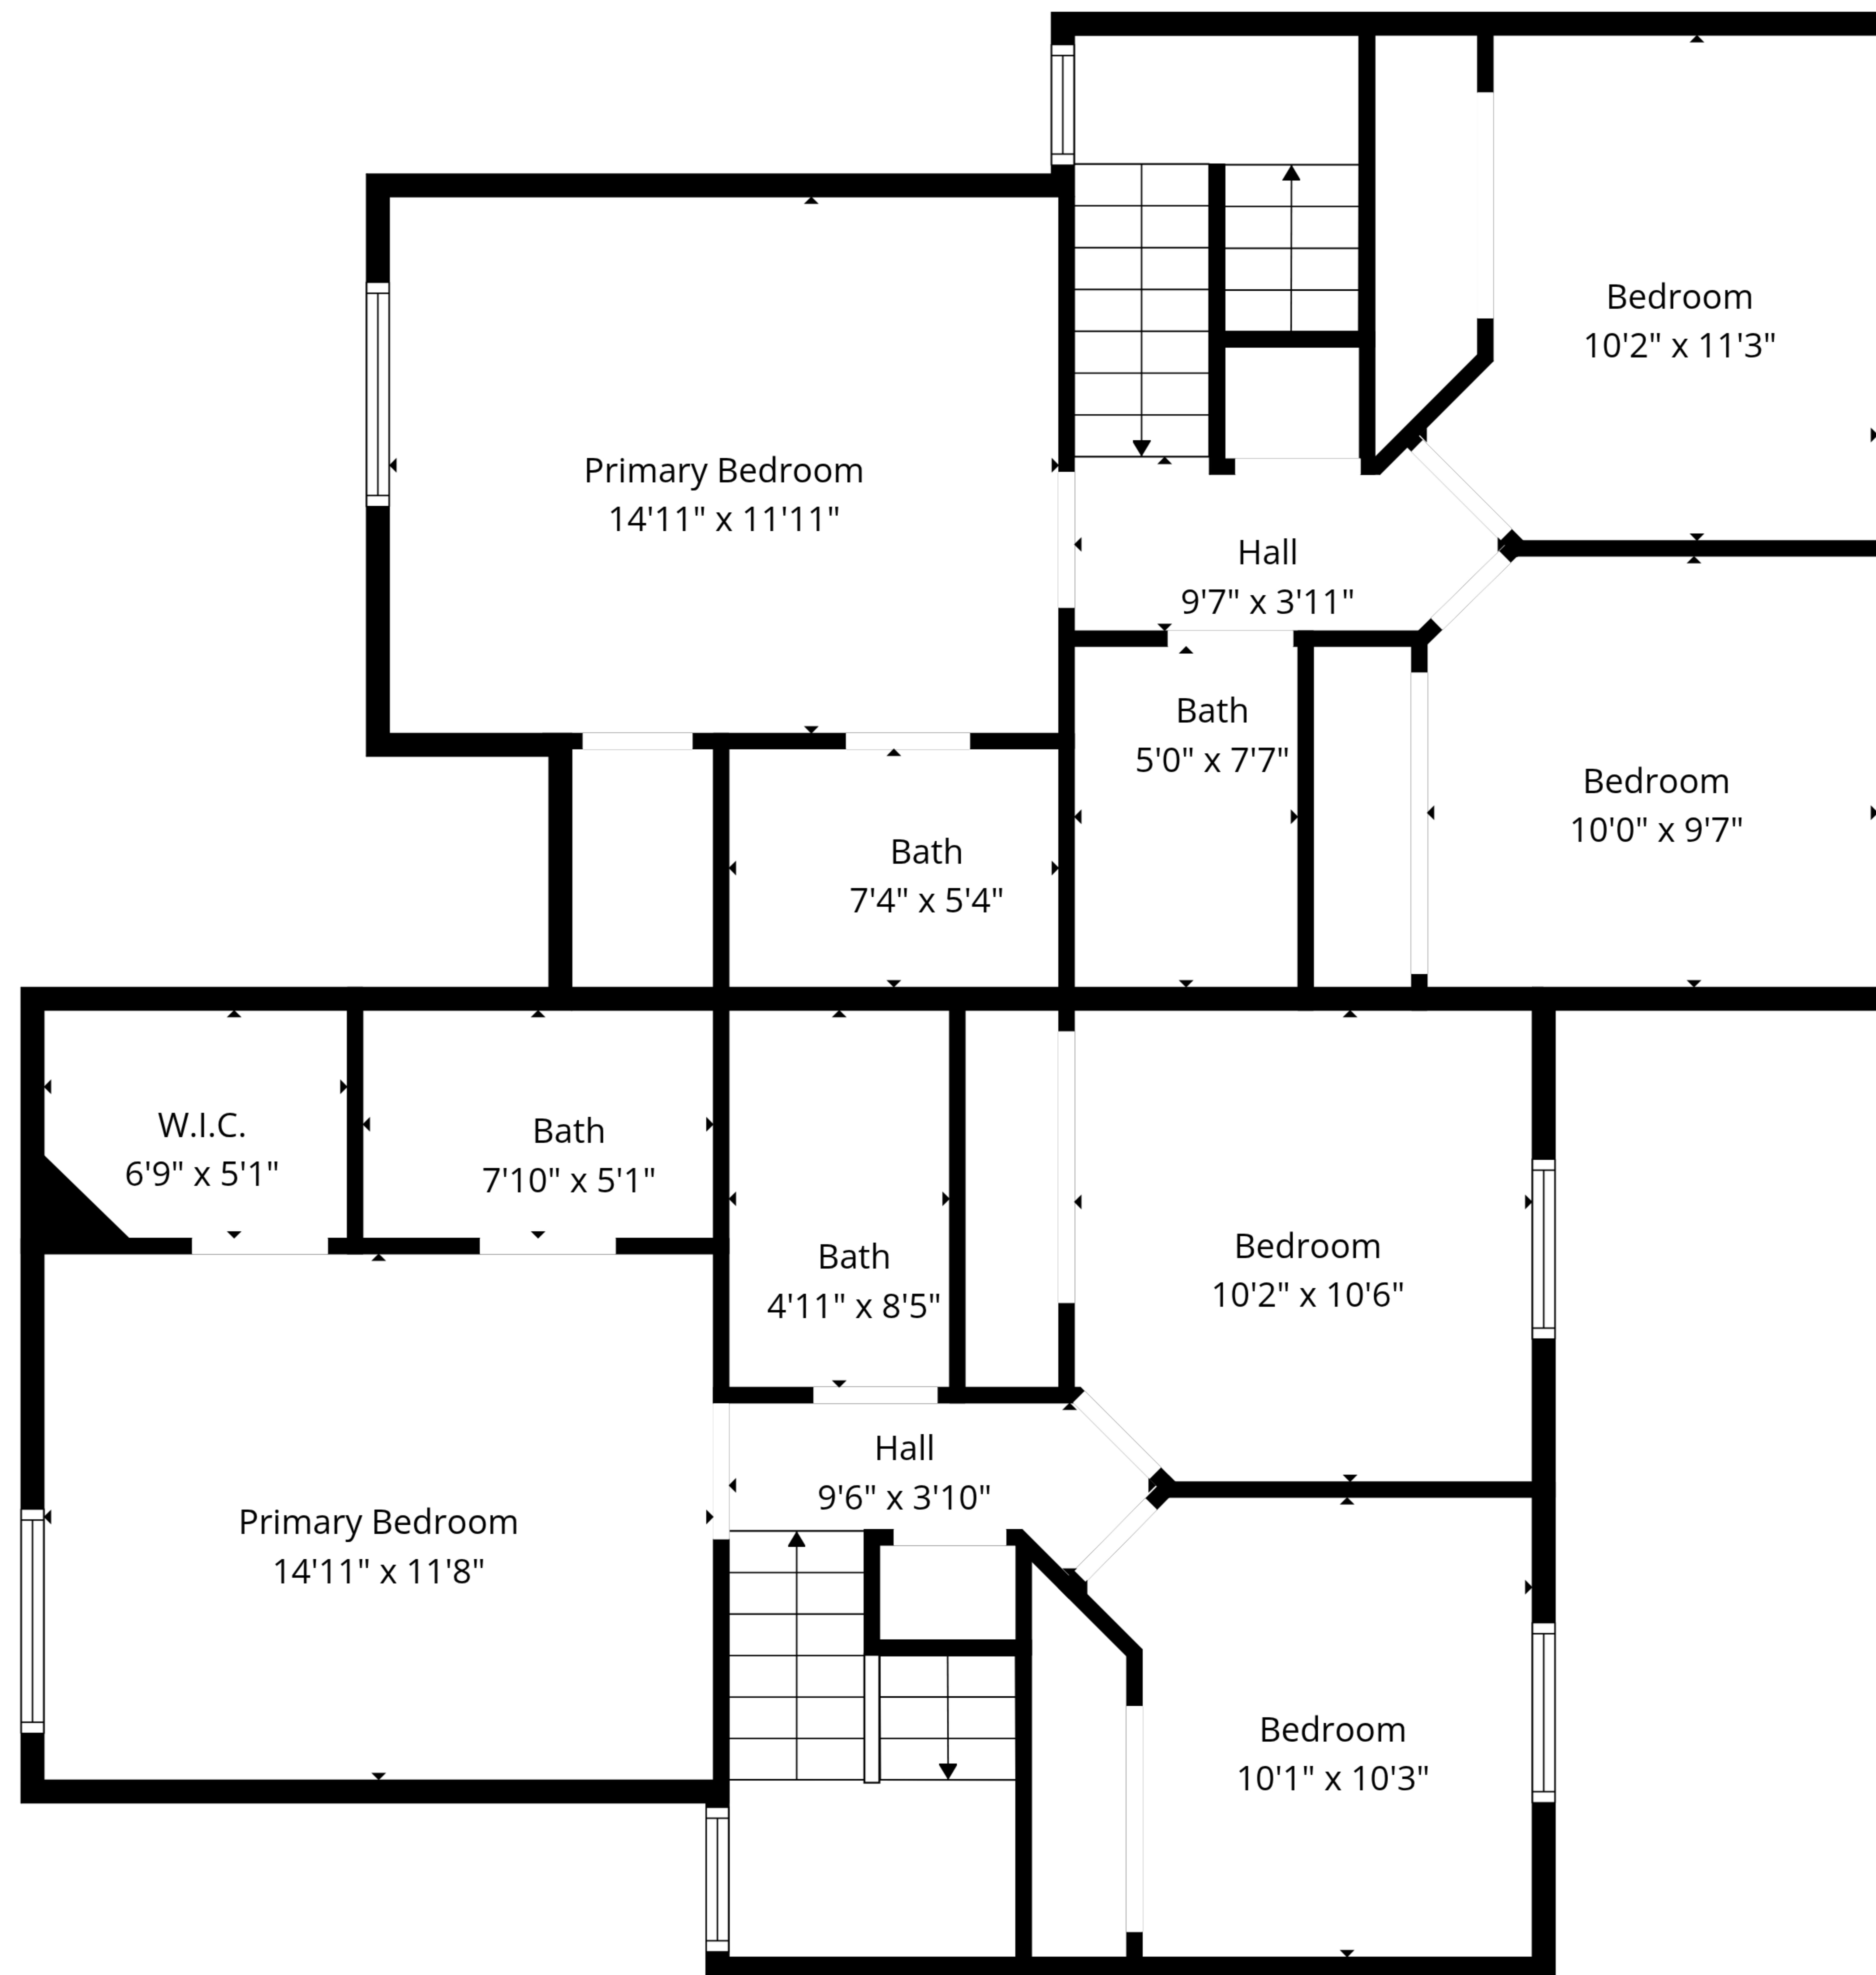 Bedroom
10'2" x 11'3"
Primary Bedroom
14'11" x 11'11"
Hall
9'7" x 3'11"
Bath
5'0" x 7'7"
Bedroom
10'0" x 9'7"
Bath
7'4" x 5'4"
W.I.C.
6'9" x 5'1"
Bath
7'10" x 5'1"
Bath
4'11" x 8'5"
Bedroom
10'2" x 10'6"
Hall
9'6" x 3'10"
Primary Bedroom
14'11" x 11'8"
Bedroom
10'1" x 10'3"